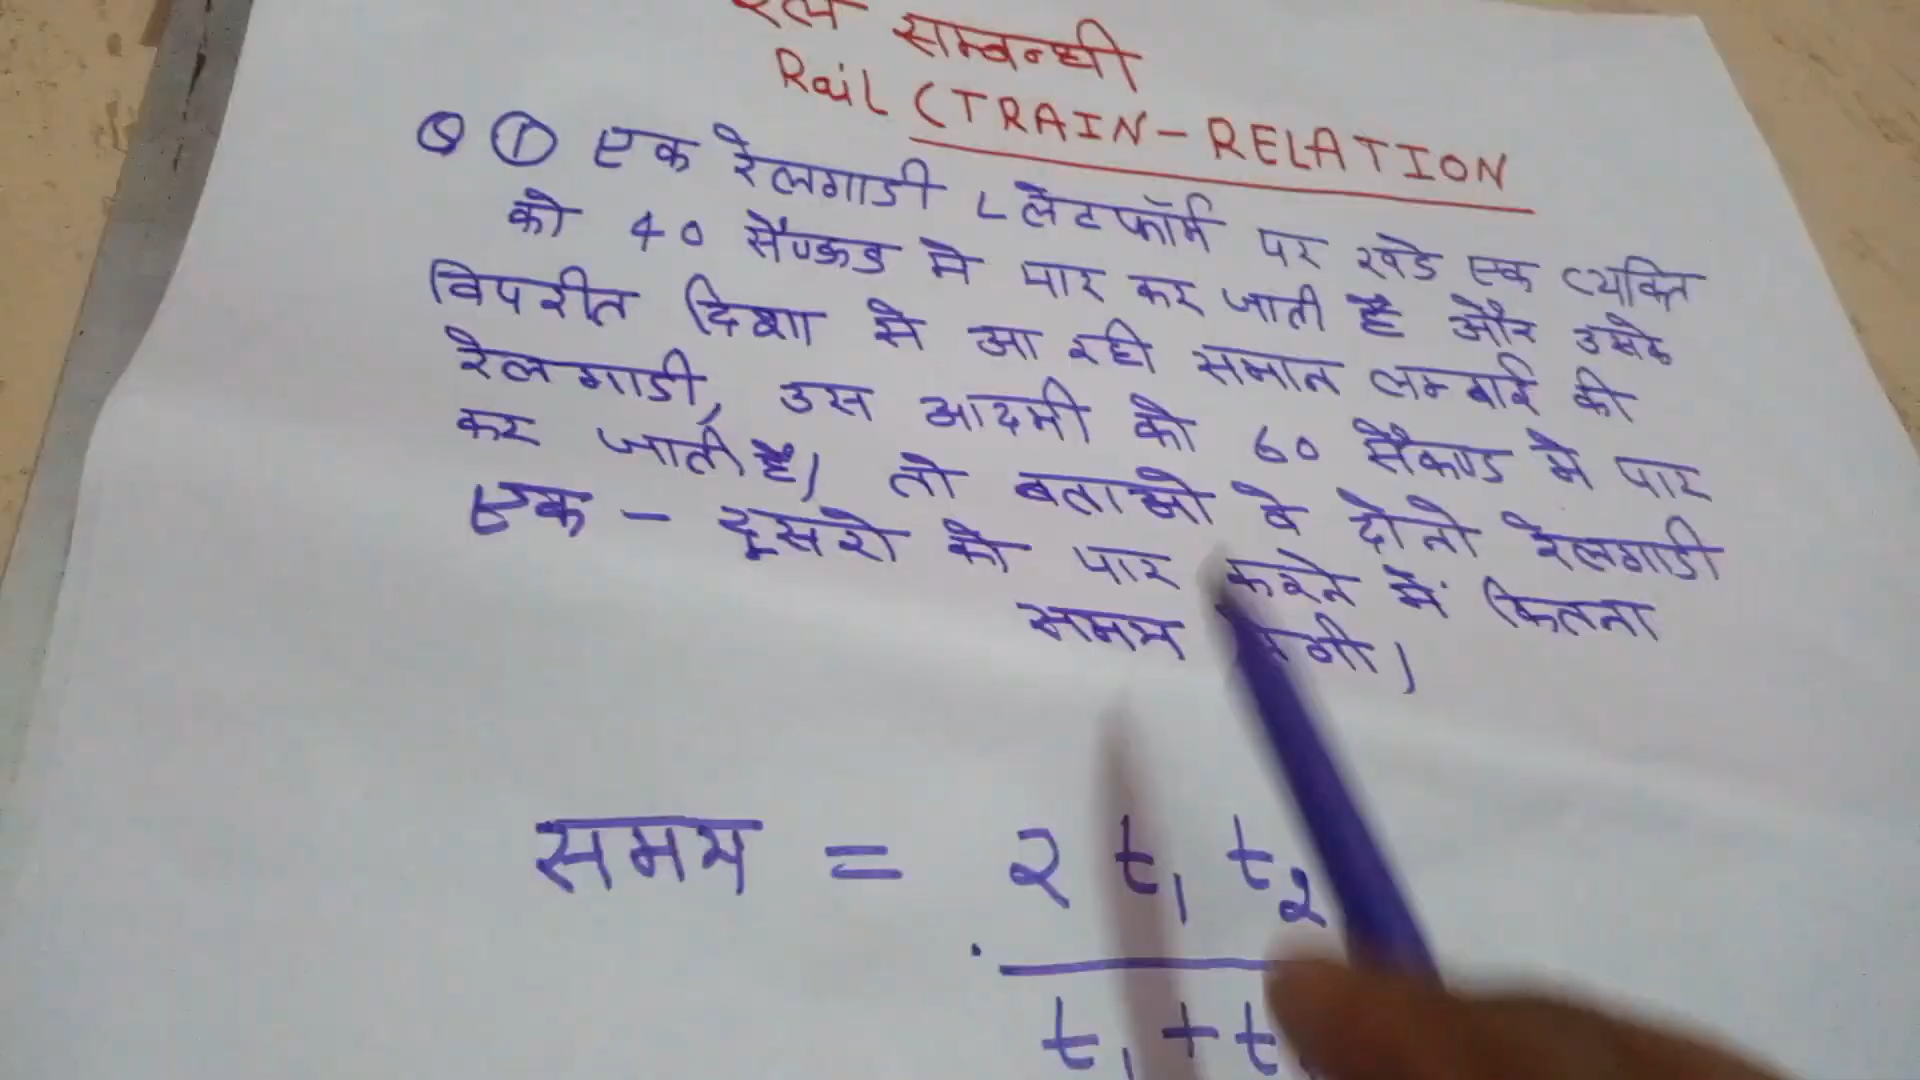 रेल सम्बन्धी
Rail (TRAIN-RELATION
Q ① एक रेलगाडी प्लेटफॉर्म पर खडे एक व्यक्ति
को 40 सैण्कड मे पार कर जाती है और उसके
विपरीत दिशा से आ रही समान लम्बाई की
रेलगाडी, उस आदमी को 60 सैकण्ड मे पार
कर जाती है। तो बताओ वे दोनो रेलगाडी
एक - दूसरो को पार करने में कितना
समय
समय = 2 t₁ t₂
t₁ + t